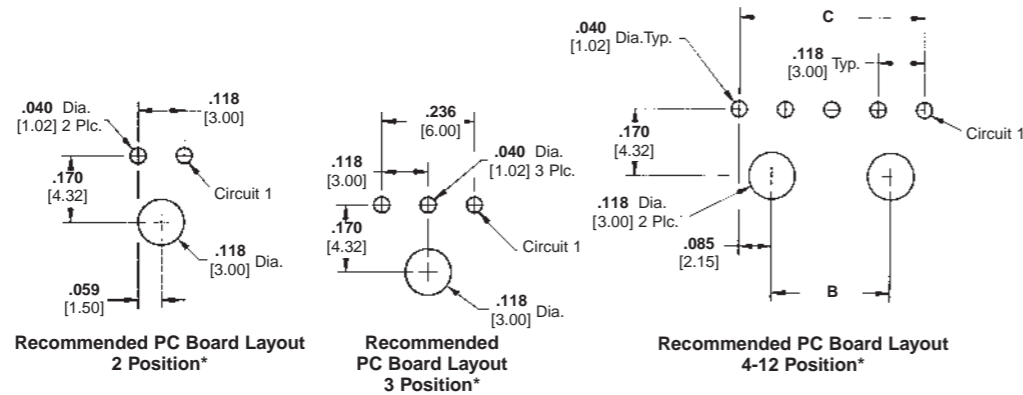 .040 Dia.
[1.02] 2 Plc.
.118
[3.00]
.170
[4.32]
Circuit 1
.118
[3.00] Dia.
.059
[1.50]
Recommended PC Board Layout
2 Position*
.236
[6.00]
.118
[3.00]
.040 Dia.
[1.02] 3 Plc.
.170
[4.32]
Circuit 1
.118
[3.00] Dia.
Recommended
PC Board Layout
3 Position*
C
.040
[1.02] Dia.Typ.
.118
[3.00] Typ.
Circuit 1
.170
[4.32]
.118 Dia.
[3.00] 2 Plc.
.085
[2.15]
B
Recommended PC Board Layout
4-12 Position*